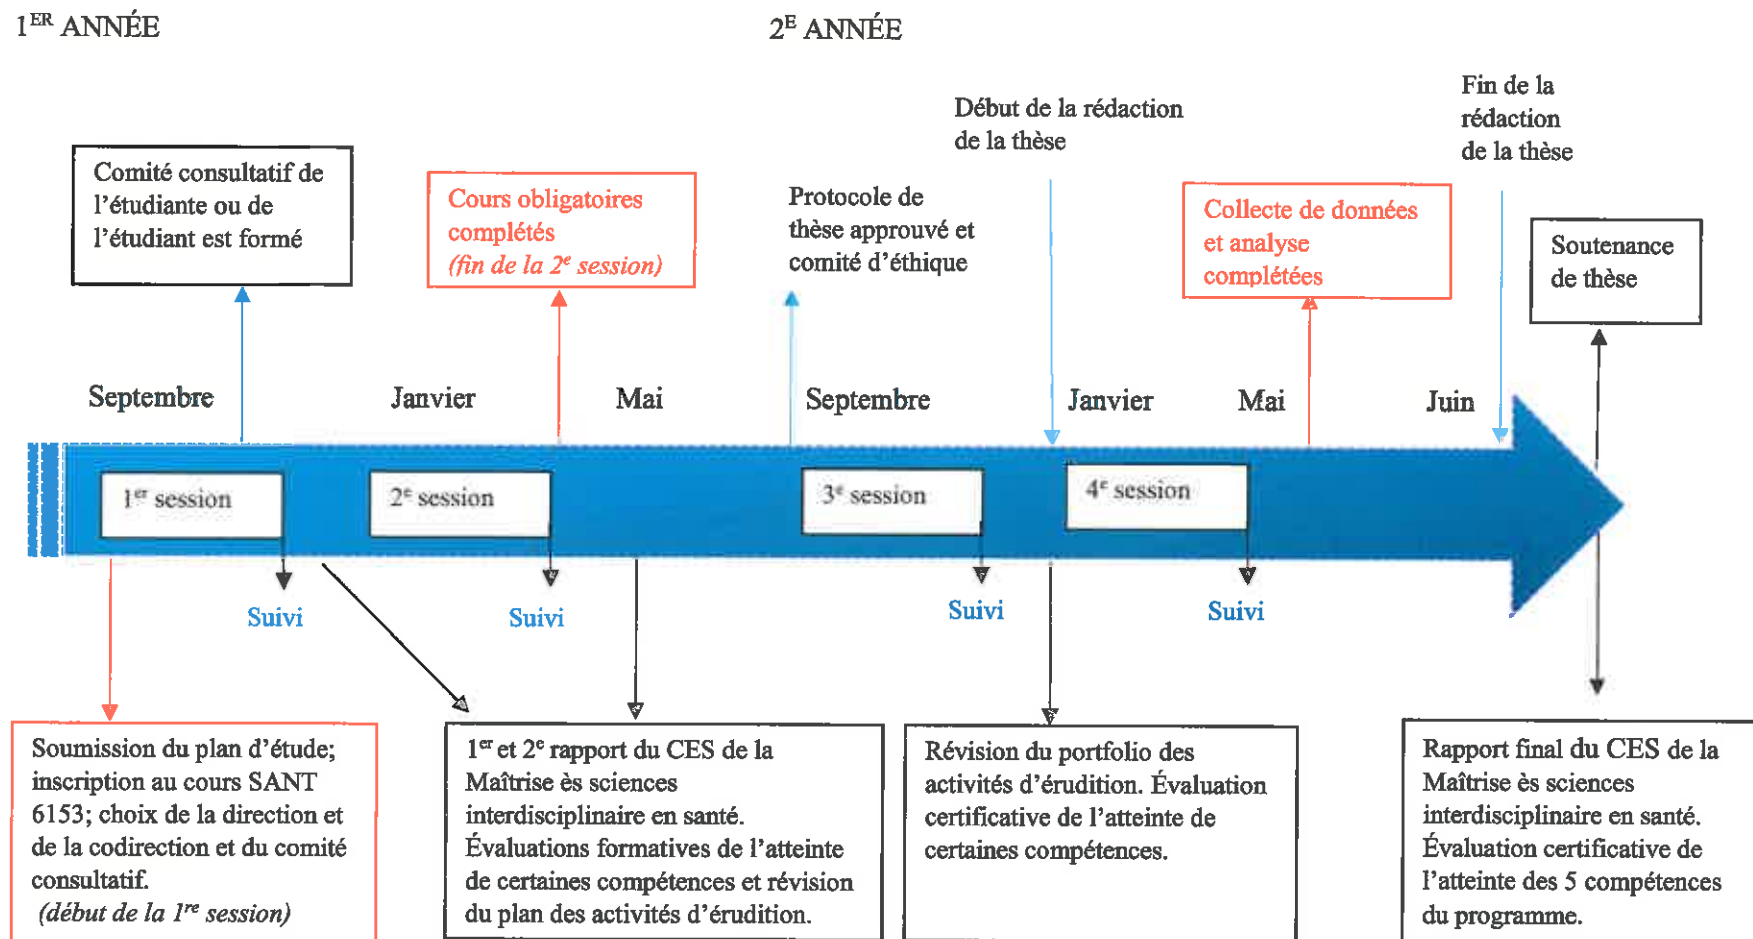 1ER ANNÉE
2E ANNÉE
Comité consultatif de
l'étudiante ou de
l'étudiant est formé
Cours obligatoires
complétés
(fin de la 2e session)
Protocole de
thèse approuvé et
comité d'éthique
Début de la rédaction
de la thèse
Collecte de données
et analyse
complétées
Fin de la
rédaction
de la thèse
Soutenance
de thèse
Septembre
Janvier
Mai
Septembre
Janvier
Mai
Juin
1er session
2e session
3e session
4e session
Suivi
Suivi
Suivi
Suivi
Soumission du plan d'étude;
inscription au cours SANT
6153; choix de la direction et
de la codirection et du comité
consultatif.
(début de la 1re session)
1er et 2e rapport du CES de la
Maîtrise ès sciences
interdisciplinaire en santé.
Évaluations formatives de l'atteinte
de certaines compétences et révision
du plan des activités d'érudition.
Révision du portfolio des
activités d'érudition. Évaluation
certificative de l'atteinte de
certaines compétences.
Rapport final du CES de la
Maîtrise ès sciences
interdisciplinaire en santé.
Évaluation certificative de
l'atteinte des 5 compétences
du programme.